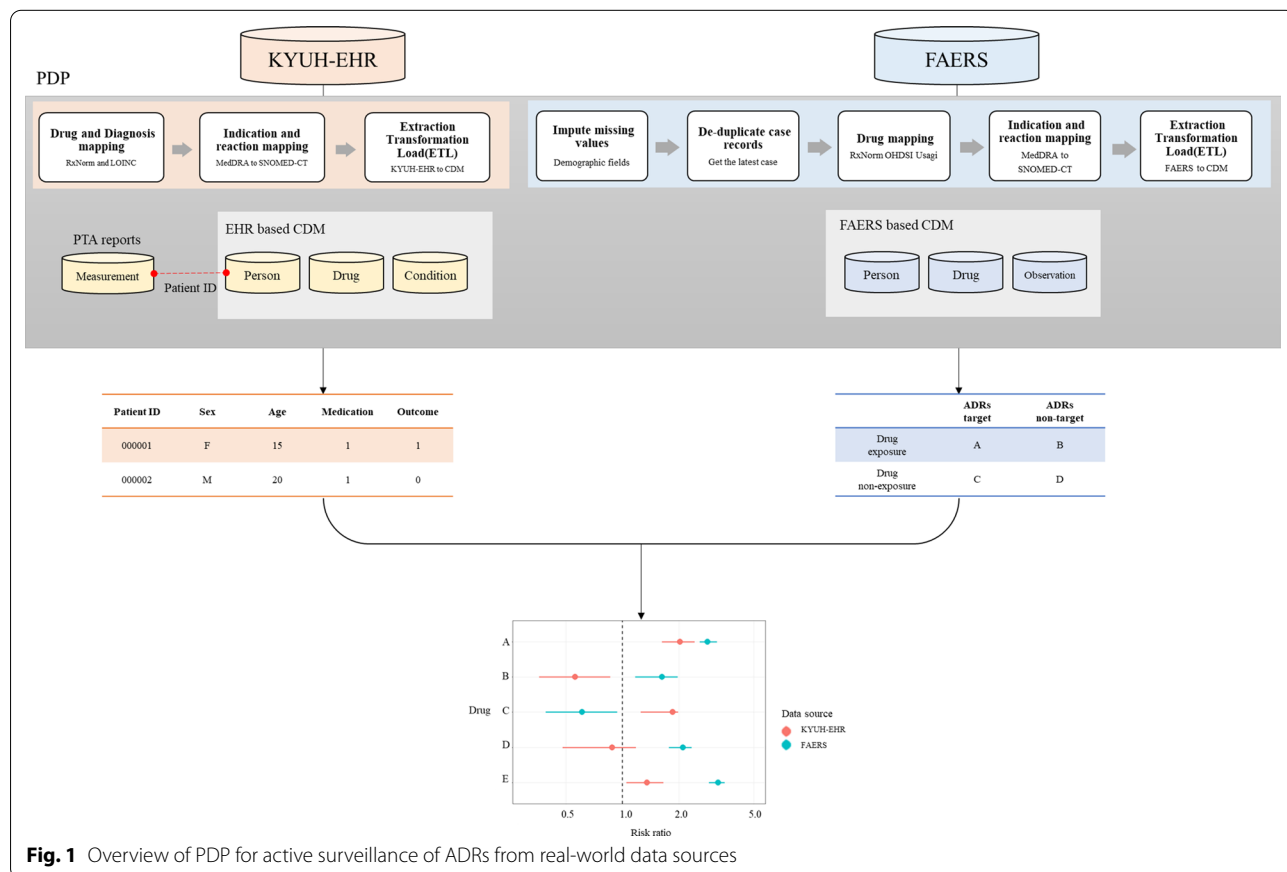 KYUH-EHR
FAERS
PDP
Drug and Diagnosis
mapping
RxNorm and LOINC
Indication and
reaction mapping
MedDRA to SNOMED-CT
Extraction
Transformation
Load(ETL)
KYUH-EHR to CDM
Impute missing
values
Demographic fields
De-duplicate case
records
Get the latest case
Drug mapping
RxNorm OHDSI Usagi
Indication and
reaction mapping
MedDRA to
SNOMED-CT
Extraction
Transformation
Load(ETL)
FAERS to CDM
PTA reports
Measurement
Patient ID
EHR based CDM
Person
Drug
Condition
FAERS based CDM
Person
Drug
Observation
Patient ID Sex Age Medication Outcome
000001 F 15 1 1
000002 M 20 1 0
ADRs
target
ADRs
non-target
Drug
exposure
A B
Drug
non-exposure
C D
A
B
Drug C
D
E
0.5 1.0 2.0 5.0
Risk ratio
Data source
KYUH-EHR
FAERS
Fig. 1 Overview of PDP for active surveillance of ADRs from real-world data sources